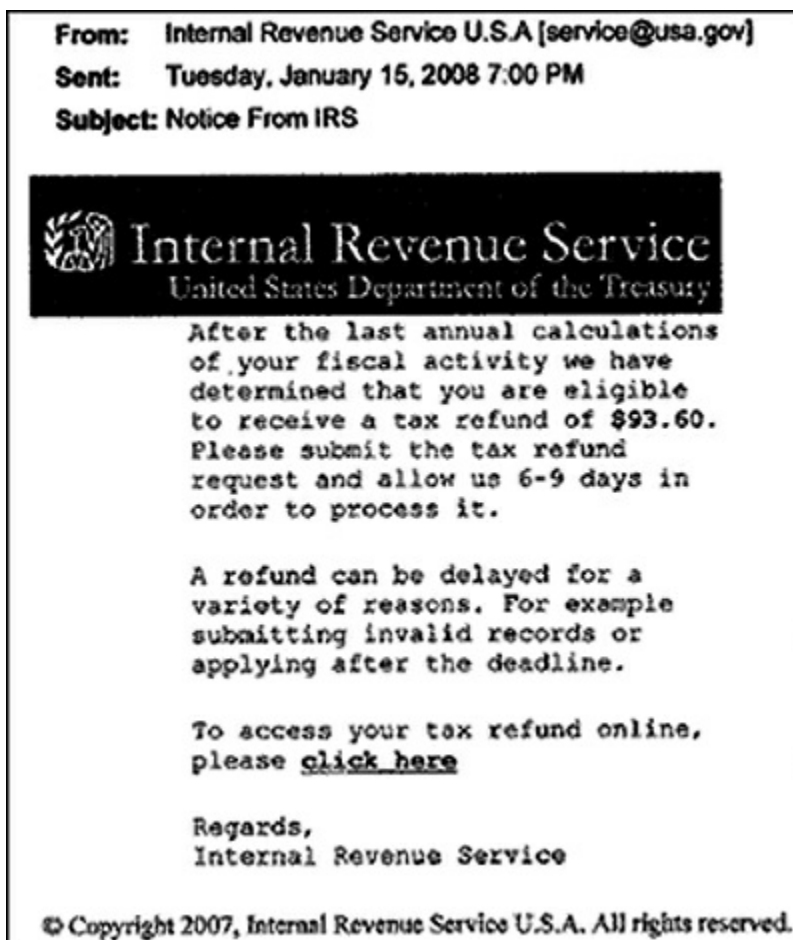 From: Internal Revenue Service U.S.A [service@usa.gov]
Sent: Tuesday, January 15, 2008 7:00 PM
Subject: Notice From IRS
Internal Revenue Service
United States Department of the Treasury
After the last annual calculations
of your fiscal activity we have
determined that you are eligible
to receive a tax refund of $93.60.
Please submit the tax refund
request and allow us 6-9 days in
order to process it.
A refund can be delayed for a
variety of reasons. For example
submitting invalid records or
applying after the deadline.
To access your tax refund online,
please click here
Regards,
Internal Revenue Service
© Copyright 2007, Internal Revenue Service U.S.A. All rights reserved.